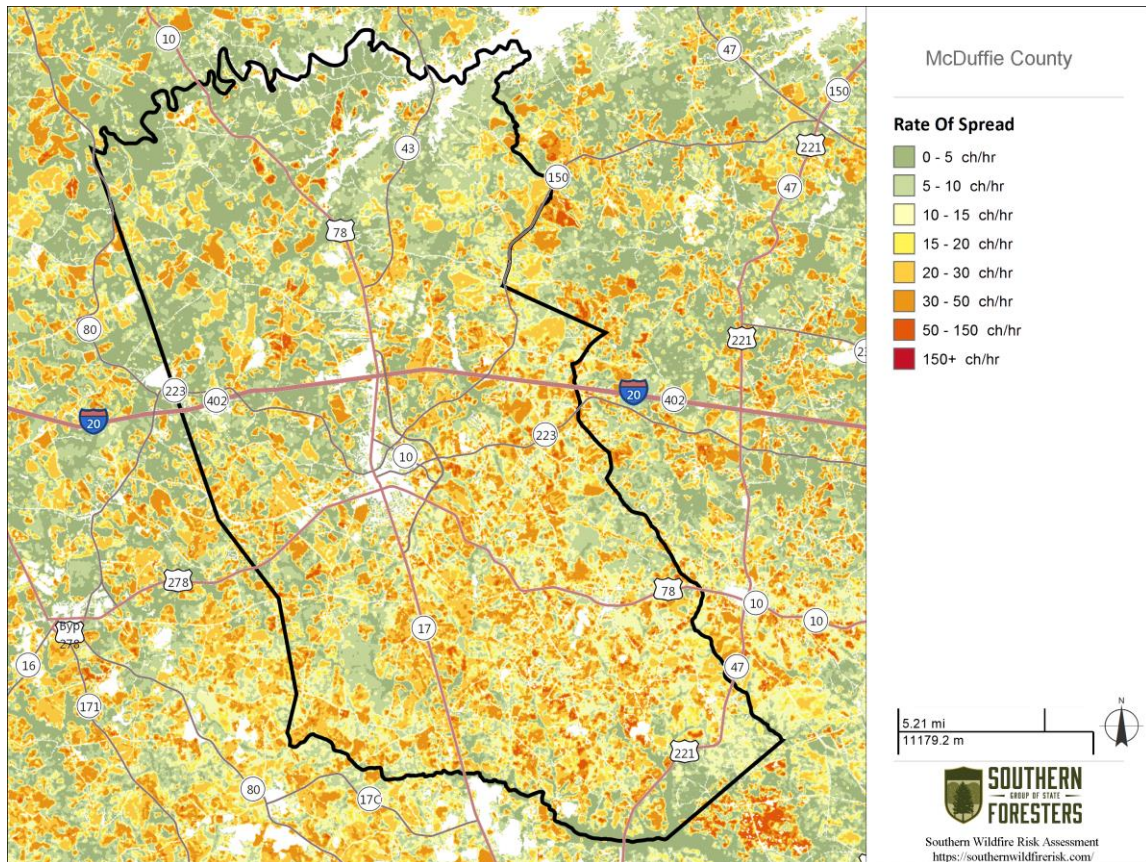 McDuffie County
Rate Of Spread
0 - 5 ch/hr
5 - 10 ch/hr
10 - 15 ch/hr
15 - 20 ch/hr
20 - 30 ch/hr
30 - 50 ch/hr
50 - 150 ch/hr
150+ ch/hr
10
47
150
221
43
47
150
78
80
221
223
402
20
20
402
223
10
278
78
10
10
Byp
278
17
16
47
171
221
80
17C
N
5.21 mi
11179.2 m
SOUTHERN
GROUP OF STATE
FORESTERS
Southern Wildfire Risk Assessment
https://southernwildfirerisk.com/